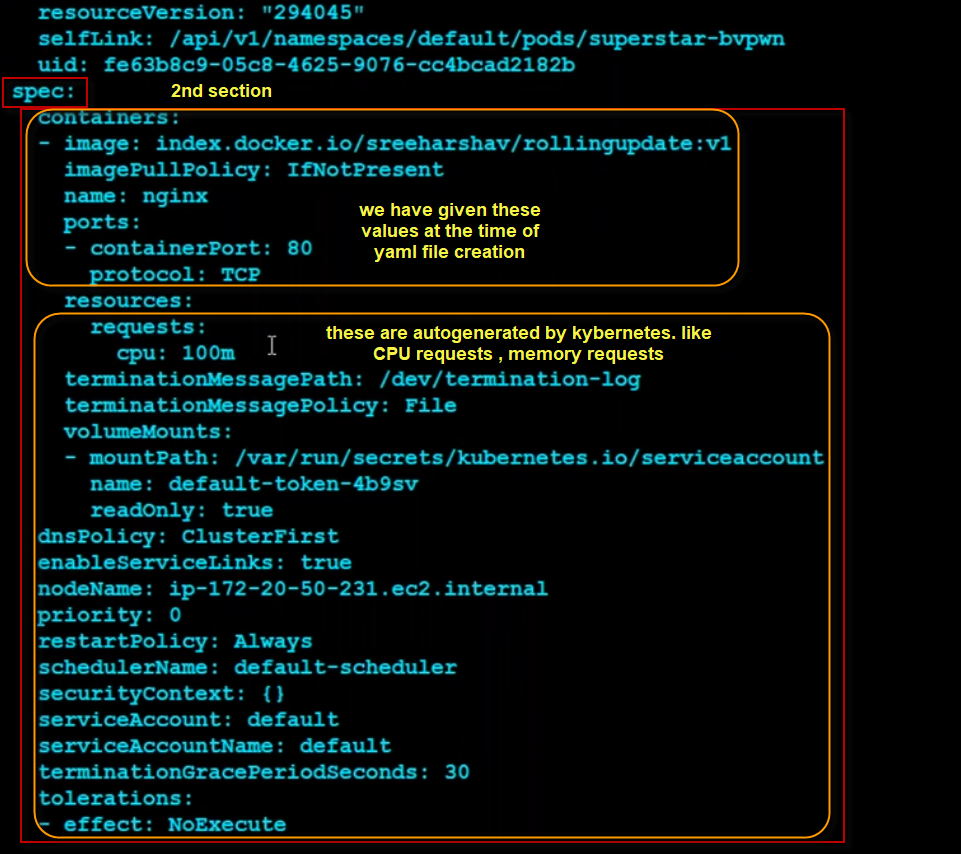 resourceVersion: "294045"
selfLink: /api/v1/namespaces/default/pods/superstar-bvpwn
uid: fe63b8c9-05c8-4625-9076-cc4bcad2182b
spec:
2nd section
containers:
- image: index.docker.io/sreeharshav/rollingupdate:v1
imagePullPolicy: IfNotPresent
name: nginx
ports:
- containerPort: 80
protocol: TCP
we have given these
values at the time of
yaml file creation
resources:
requests:
cpu: 100m
these are autogenerated by kybernetes. like
CPU requests , memory requests
terminationMessagePath: /dev/termination-log
terminationMessagePolicy: File
volumeMounts:
- mountPath: /var/run/secrets/kubernetes.io/serviceaccount
name: default-token-4b9sv
readOnly: true
dnsPolicy: ClusterFirst
enableServiceLinks: true
nodeName: ip-172-20-50-231.ec2.internal
priority: 0
restartPolicy: Always
schedulerName: default-scheduler
securityContext: {}
serviceAccount: default
serviceAccountName: default
terminationGracePeriodSeconds: 30
tolerations:
- effect: NoExecute